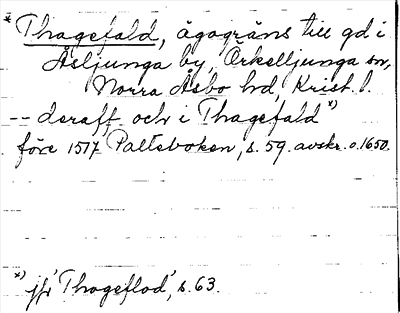 * Thagefald, ägogräns till gd i
Åsljunga by, Örkelljunga sn,
Norra Åsbo hd, Krist. l.
-- deraff och i Thagefald *)
före 1517 Palteboken, s. 59. avskr. o. 1650.
*) jfr 'Thogeflod', s. 63.